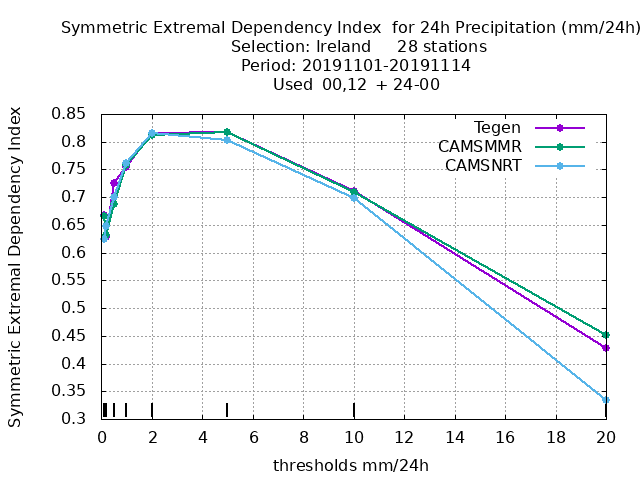 Symmetric Extremal Dependency Index  for 24h Precipitation (mm/24h)
Selection: Ireland     28 stations
Period: 20191101-20191114
Used  00,12  + 24-00
Symmetric Extremal Dependency Index
0.85
0.8
0.75
0.7
0.65
0.6
0.55
0.5
0.45
0.4
0.35
0.3
Tegen
CAMSMMR
CAMSNRT
0 2 4 6 8 10 12 14 16 18 20
thresholds mm/24h